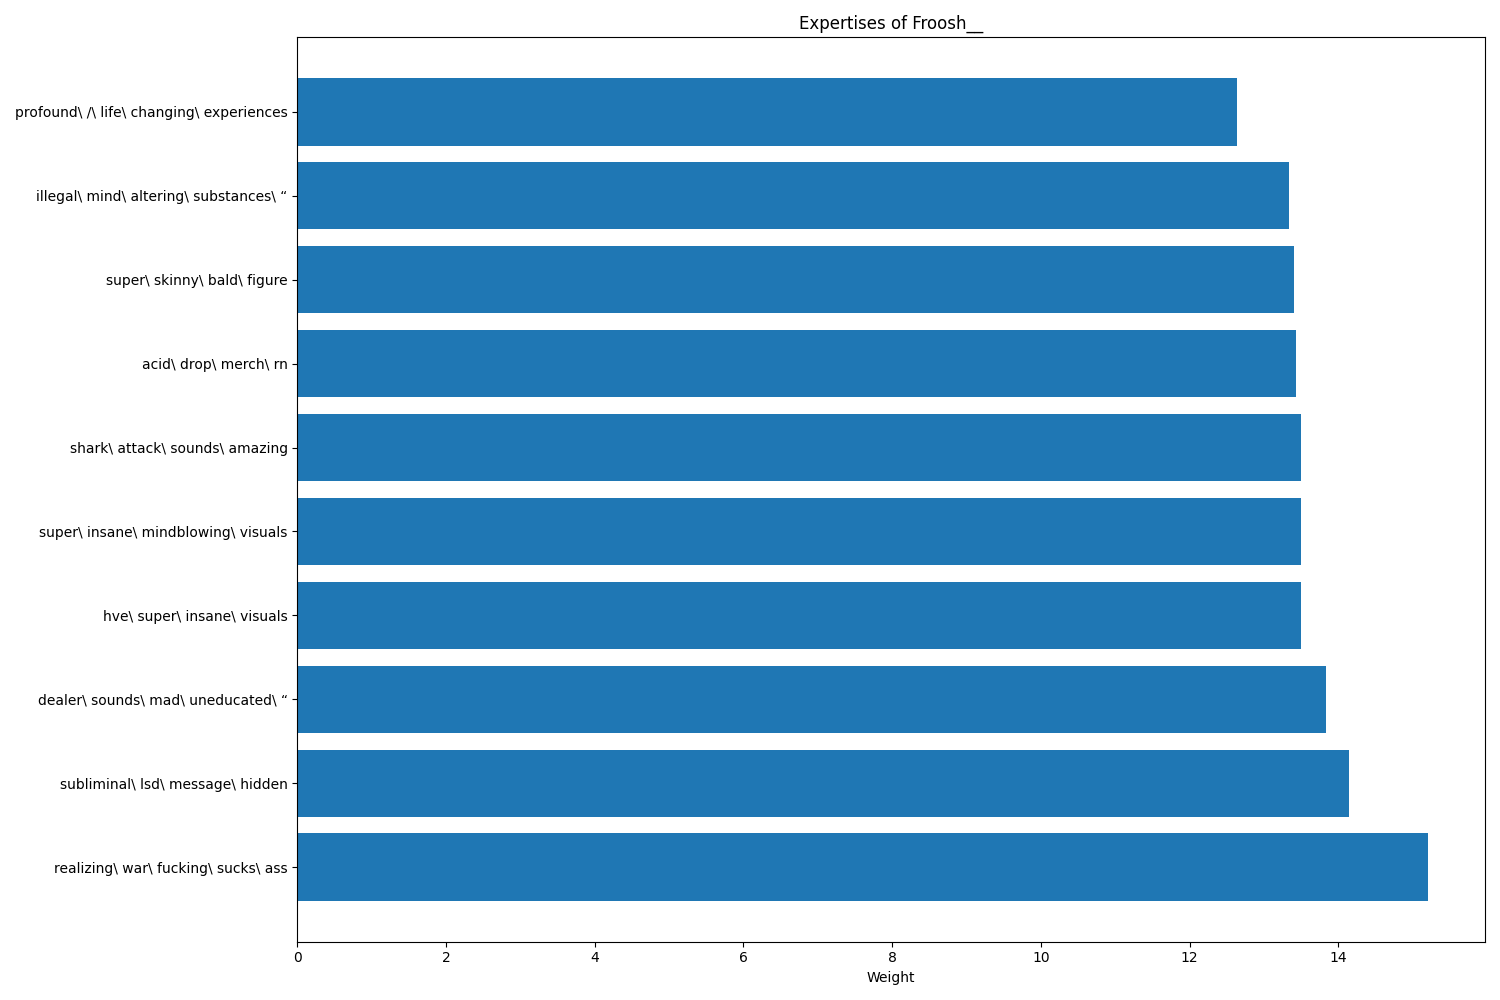 Expertises of Froosh__
profound\ /\ life\ changing\ experiences
illegal\ mind\ altering\ substances\ “
super\ skinny\ bald\ figure
acid\ drop\ merch\ rn
shark\ attack\ sounds\ amazing
super\ insane\ mindblowing\ visuals
hve\ super\ insane\ visuals
dealer\ sounds\ mad\ uneducated\ “
subliminal\ lsd\ message\ hidden
realizing\ war\ fucking\ sucks\ ass
0 2 4 6 8 10 12 14
Weight